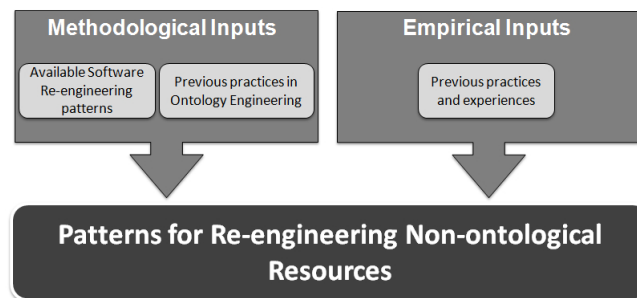 Methodological Inputs
Available Software
Re-engineering
patterns
Previous practices in
Ontology Engineering
Empirical Inputs
Previous practices
and experiences
Patterns for Re-engineering Non-ontological
Resources